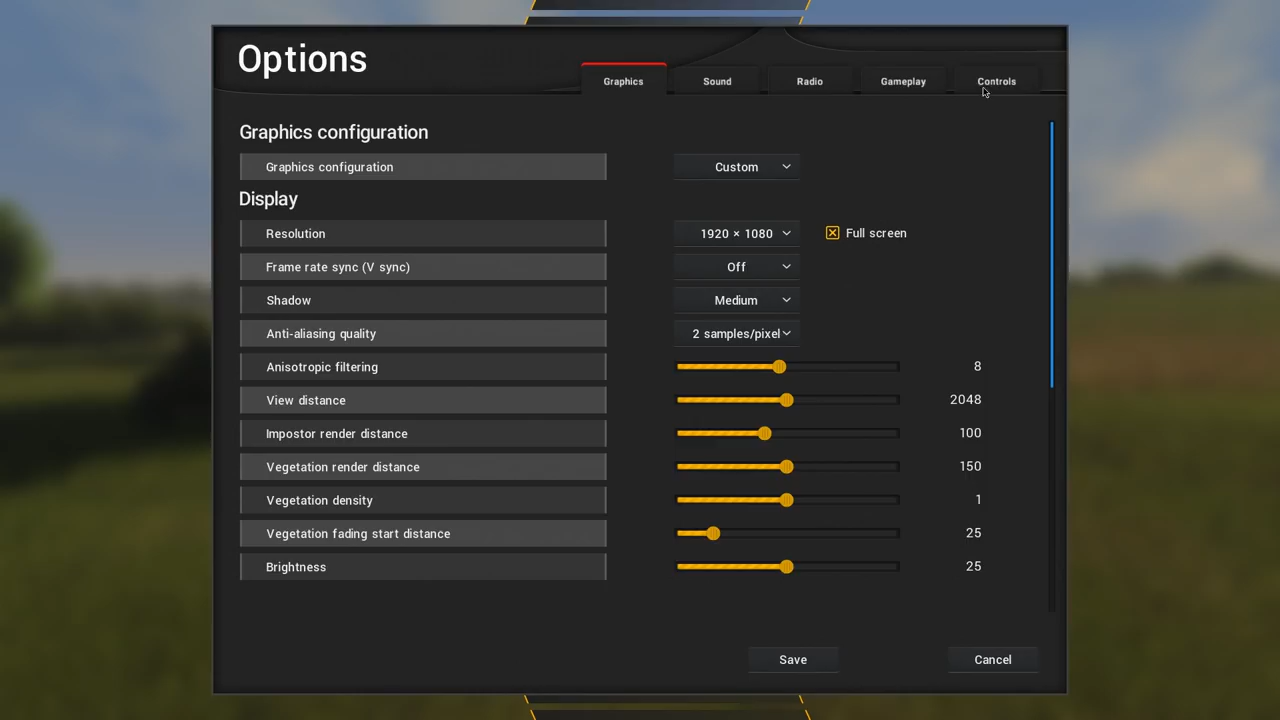 Options
Graphics
Sound
Radio
Gameplay
Controls
Graphics configuration
Graphics configuration
Custom
Display
Resolution
1920 × 1080
Full screen
Frame rate sync (V sync)
Off
Shadow
Medium
Anti-aliasing quality
2 samples/pixel
Anisotropic filtering
8
View distance
2048
Impostor render distance
100
Vegetation render distance
150
Vegetation density
1
Vegetation fading start distance
25
Brightness
25
Save
Cancel